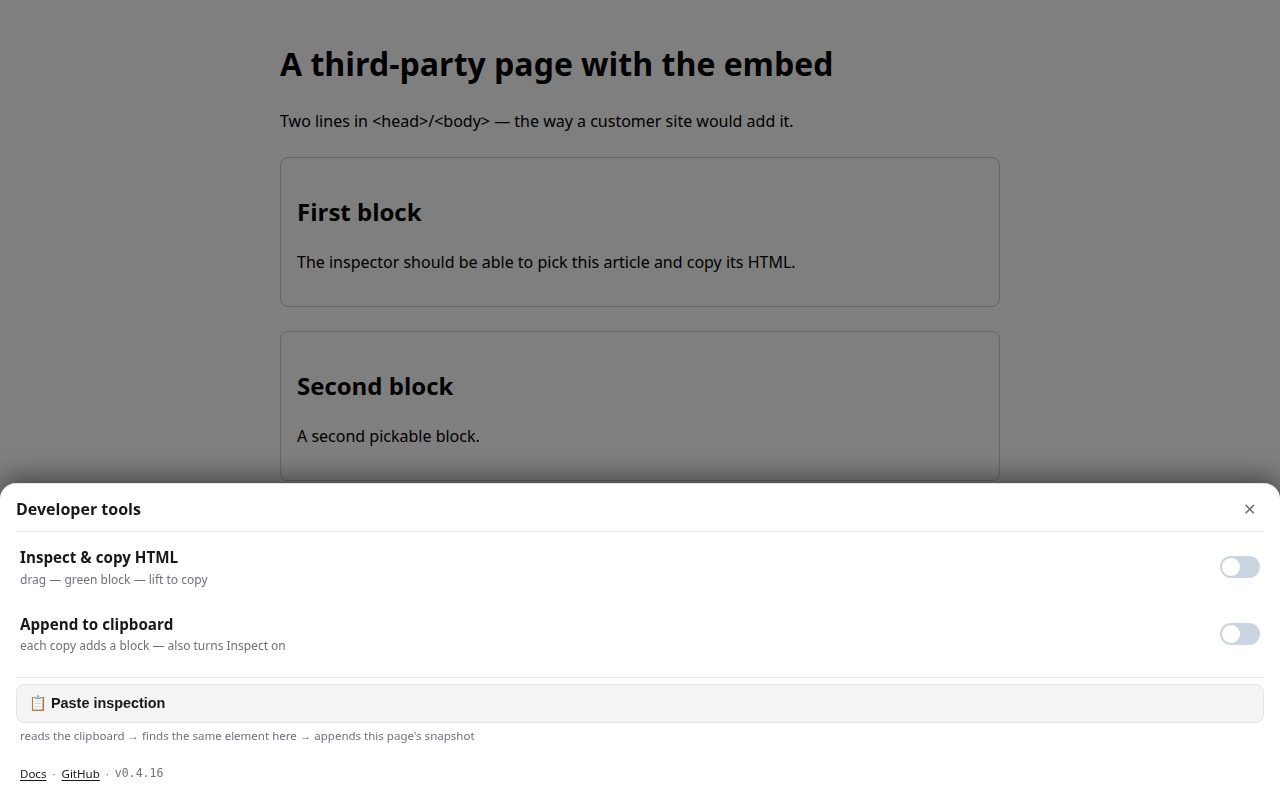 A third-party page with the embed
Two lines in <head>/<body> — the way a customer site would add it.
First block
The inspector should be able to pick this article and copy its HTML.
Second block
A second pickable block.
Developer tools
Inspect & copy HTML
drag — green block — lift to copy
Append to clipboard
each copy adds a block — also turns Inspect on
📋 Paste inspection
reads the clipboard → finds the same element here → appends this page's snapshot
Docs · GitHub · v0.4.16